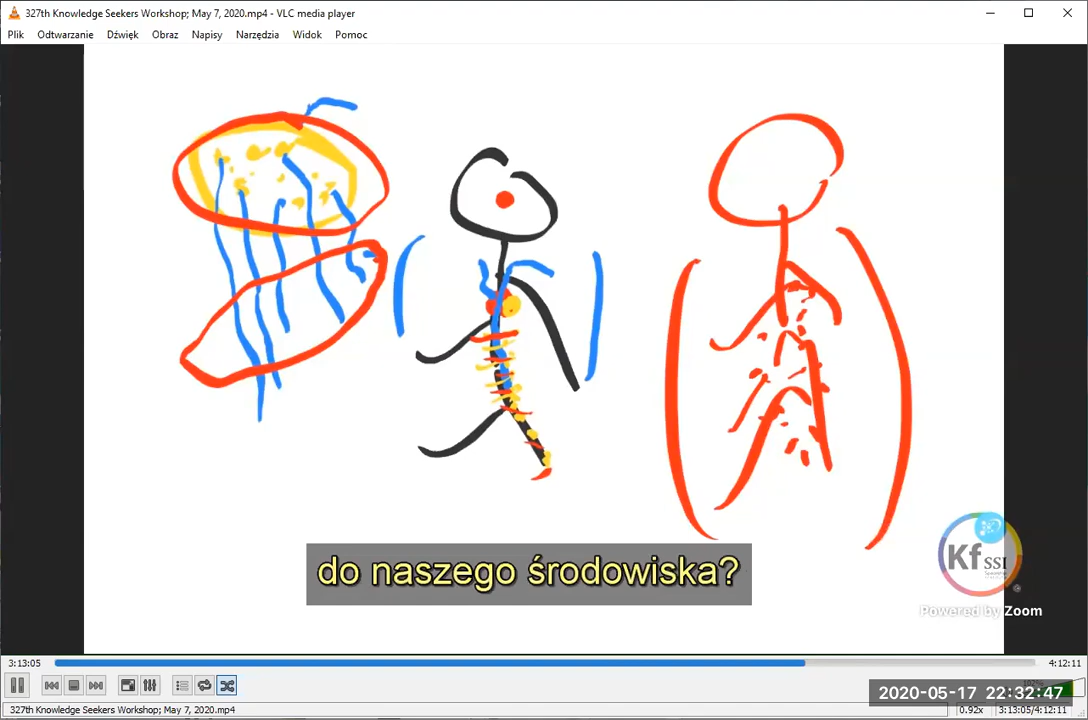 327th Knowledge Seekers Workshop; May 7, 2020.mp4 - VLC media player
Plik Odtwarzanie Dźwięk Obraz Napisy Narzędzia Widok Pomoc
do naszego środowiska?
Kf SSI
Powered by Zoom
3:13:05 4:12:11
2020-05-17 22:32:47
327th Knowledge Seekers Workshop; May 7, 2020.mp4 0.92x 3:13:05/4:12:11